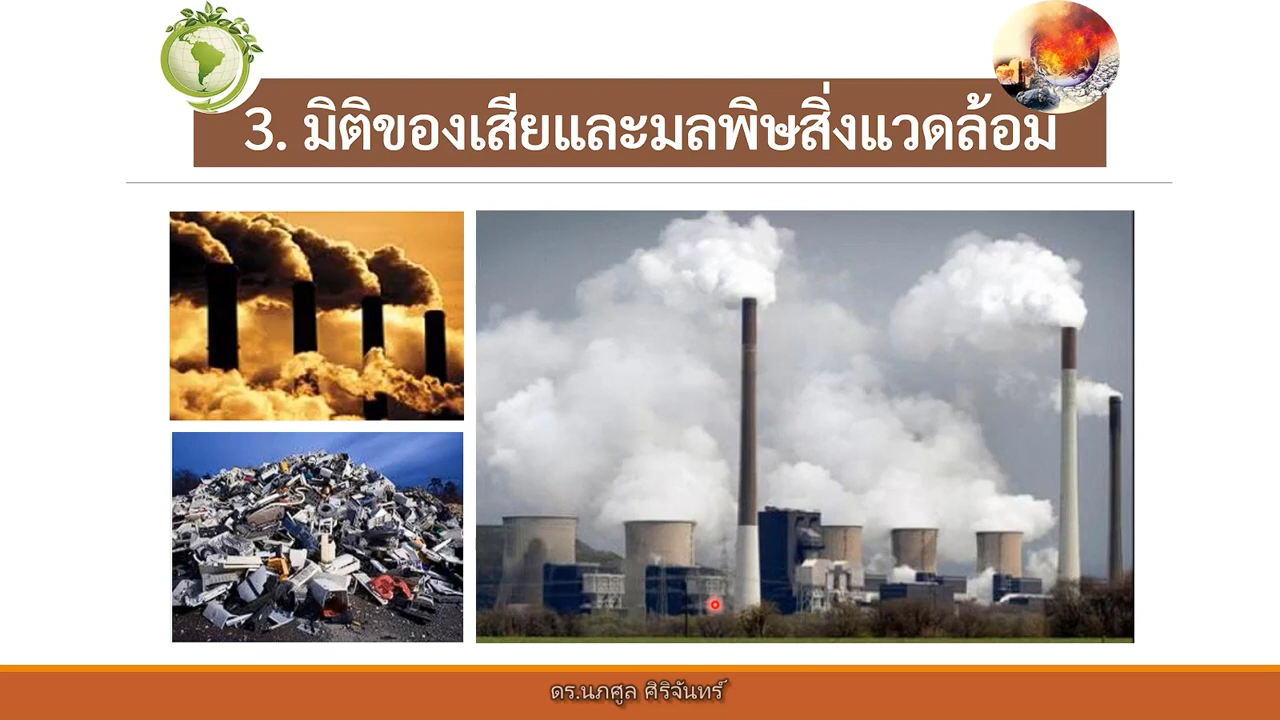 3. มิติของเสียและมลพิษสิ่งแวดล้อม
ดร.นภศูล ศิริจันทร์